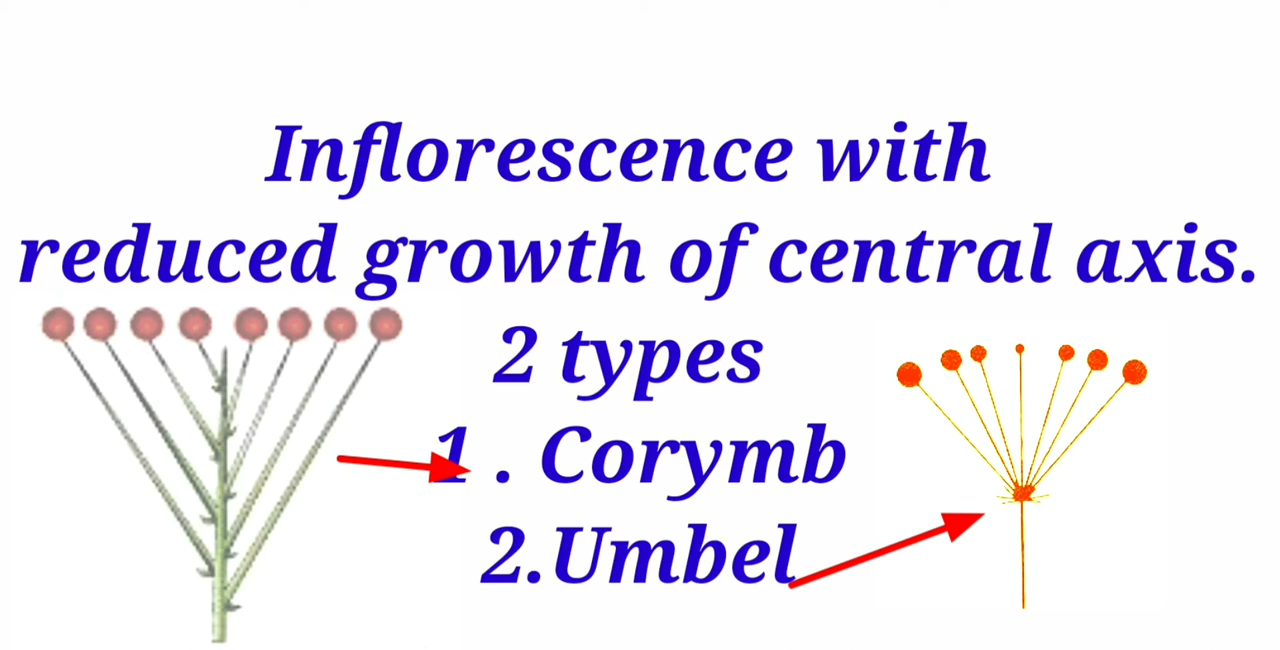 Inflorescence with
reduced growth of central axis.
2 types
1 . Corymb
2.Umbel